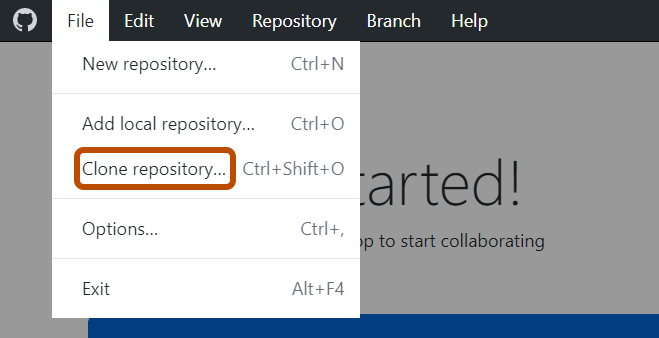 File Edit View Repository Branch Help
New repository... Ctrl+N
Add local repository... Ctrl+O
Clone repository... Ctrl+Shift+O
tarted!
Options... Ctrl+,
op to start collaborating
Exit Alt+F4